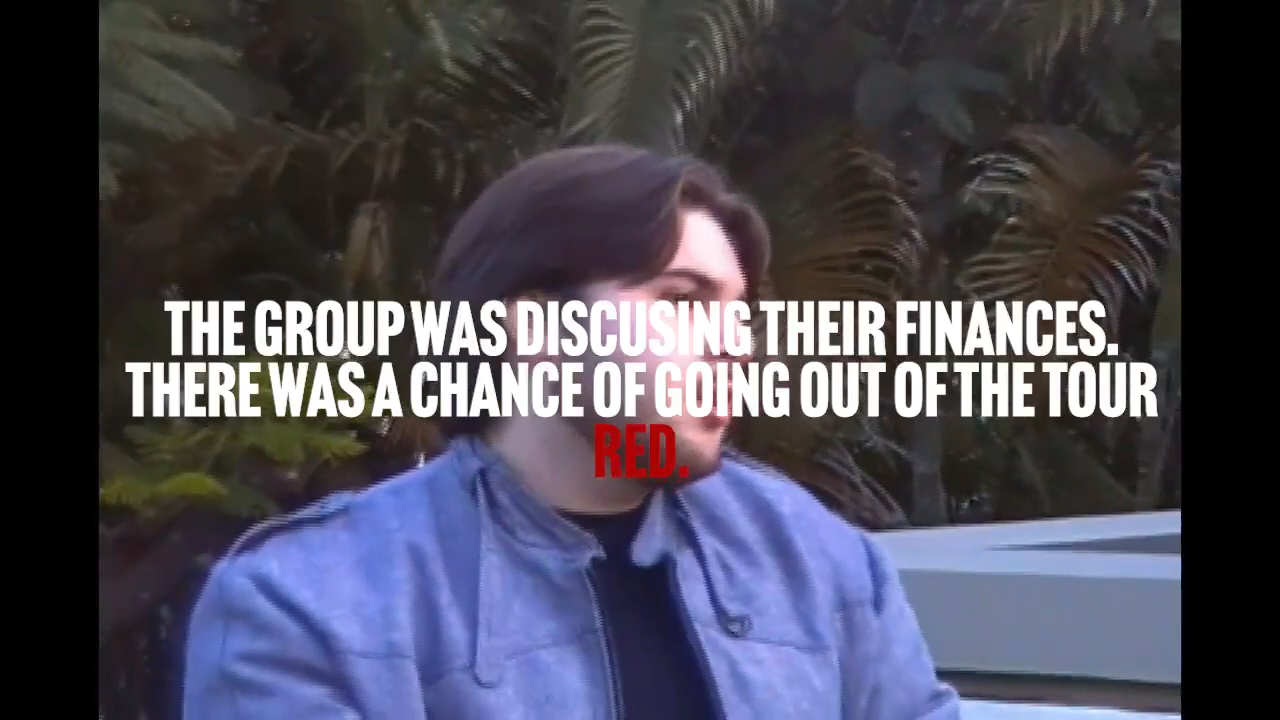 THE GROUP WAS DISCUSING THEIR FINANCES.
THERE WAS A CHANCE OF GOING OUT OF THE TOUR
RED.